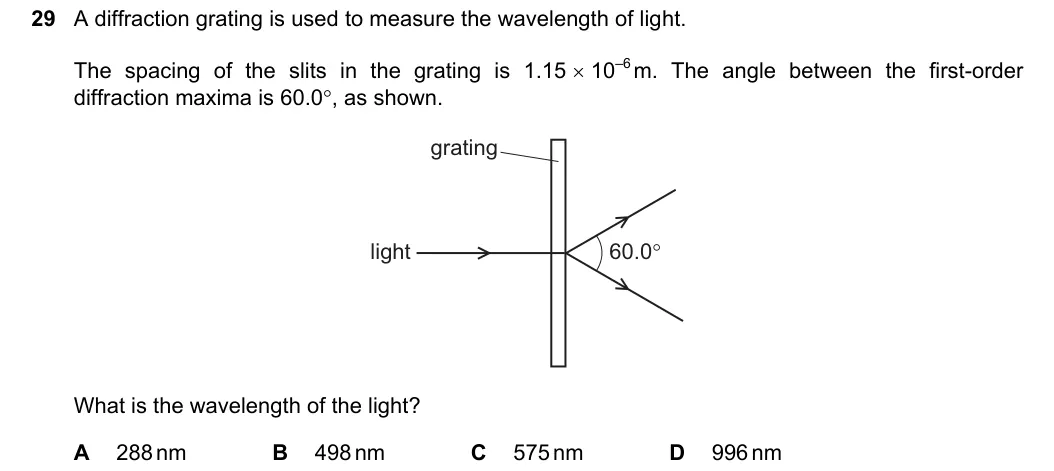 29 A diffraction grating is used to measure the wavelength of light.
The spacing of the slits in the grating is 1.15 × 10⁻⁶ m. The angle between the first-order
diffraction maxima is 60.0°, as shown.
grating
light
60.0°
What is the wavelength of the light?
A 288 nm B 498 nm C 575 nm D 996 nm